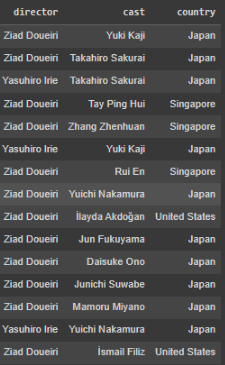 director cast country
Ziad Doueiri Yuki Kaji Japan
Ziad Doueiri Takahiro Sakurai Japan
Yasuhiro Irie Takahiro Sakurai Japan
Ziad Doueiri Tay Ping Hui Singapore
Ziad Doueiri Zhang Zhenhuan Singapore
Yasuhiro Irie Yuki Kaji Japan
Ziad Doueiri Rui En Singapore
Ziad Doueiri Yuichi Nakamura Japan
Ziad Doueiri İlayda Akdoğan United States
Ziad Doueiri Jun Fukuyama Japan
Ziad Doueiri Daisuke Ono Japan
Ziad Doueiri Junichi Suwabe Japan
Ziad Doueiri Mamoru Miyano Japan
Yasuhiro Irie Yuichi Nakamura Japan
Ziad Doueiri İsmail Filiz United States